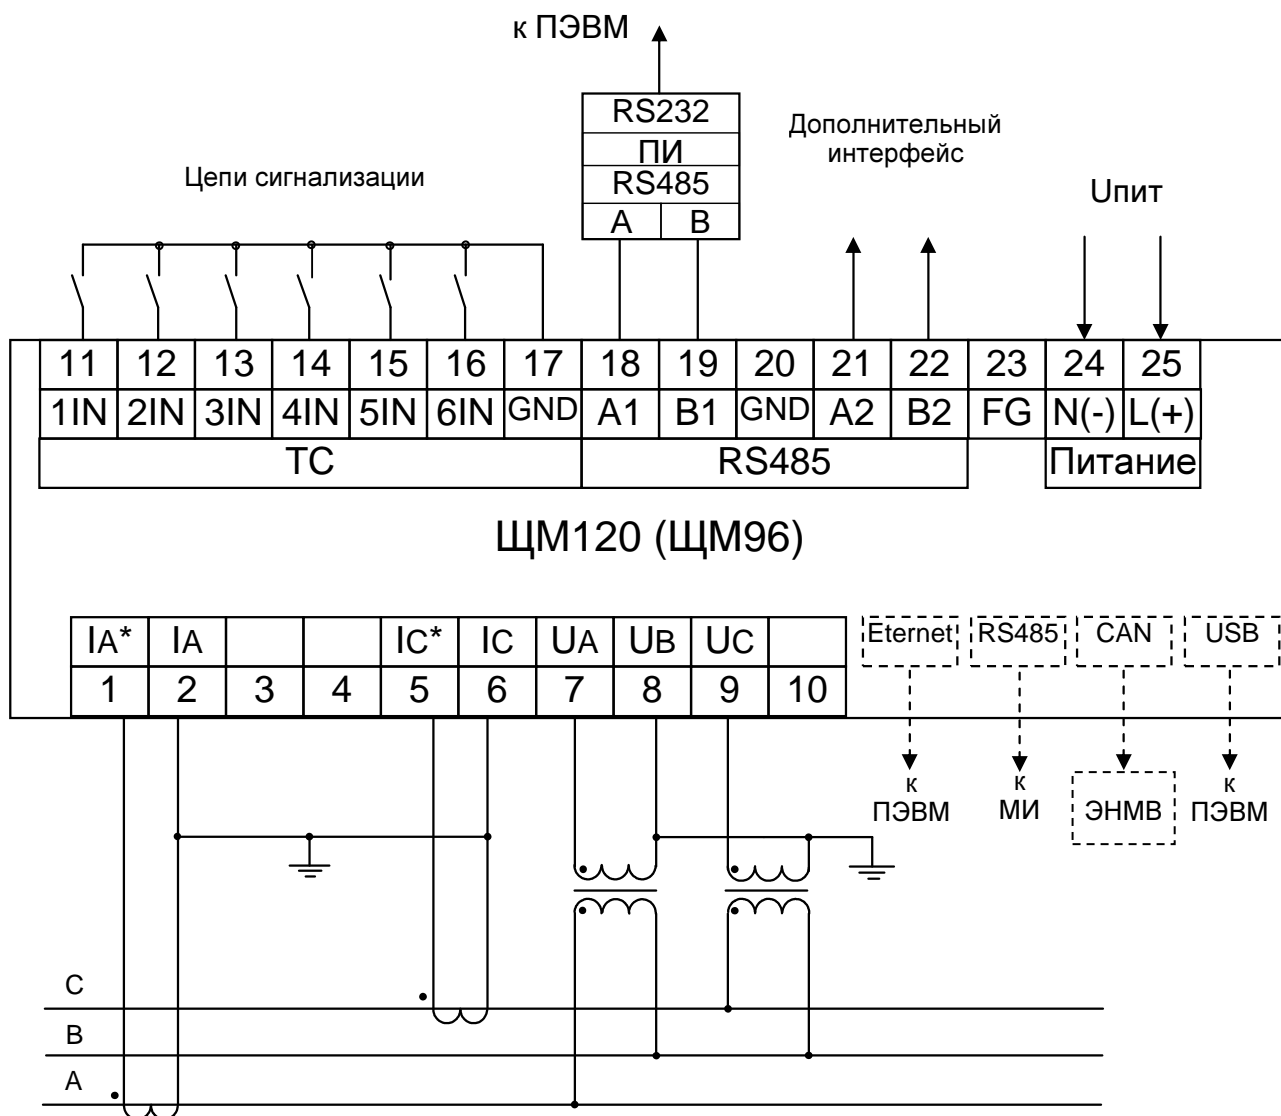 к ПЭВМ
RS232
ПИ
RS485
A B
Дополнительный
интерфейс
Цепи сигнализации
Uпит
11 12 13 14 15 16 17 18 19 20 21 22 23 24 25
1IN 2IN 3IN 4IN 5IN 6IN GND A1 B1 GND A2 B2 FG N(-) L(+)
ТС RS485 Питание
ЩМ120 (ЩМ96)
IA* IA IC* IC UA UB UC
1 2 3 4 5 6 7 8 9 10
Eternet RS485 CAN USB
к
ПЭВМ
к
МИ
ЭНМВ
к
ПЭВМ
C
B
A